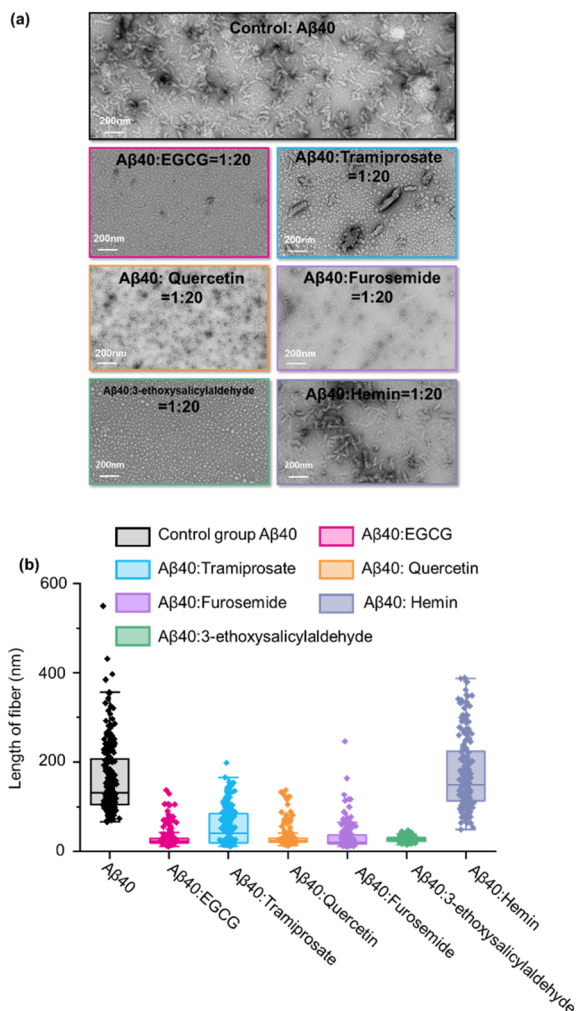 (a)
Control: Aβ40
200nm
Aβ40:EGCG=1:20
200nm
Aβ40:Tramiprosate
=1:20
200nm
Aβ40: Quercetin
=1:20
200nm
Aβ40:Furosemide
=1:20
200nm
Aβ40:3-ethoxysalicylaldehyde
=1:20
200nm
Aβ40:Hemin=1:20
200nm
(b)
Control group Aβ40
Aβ40:EGCG
Aβ40:Tramiprosate
Aβ40: Quercetin
Aβ40:Furosemide
Aβ40: Hemin
Aβ40:3-ethoxysalicylaldehyde
Length of fiber (nm)
600
400
200
0
Aβ40
Aβ40:EGCG
Aβ40:Tramiprosate
Aβ40:Quercetin
Aβ40:Furosemide
Aβ40:3-ethoxysalicylaldehyde
Aβ40:Hemin